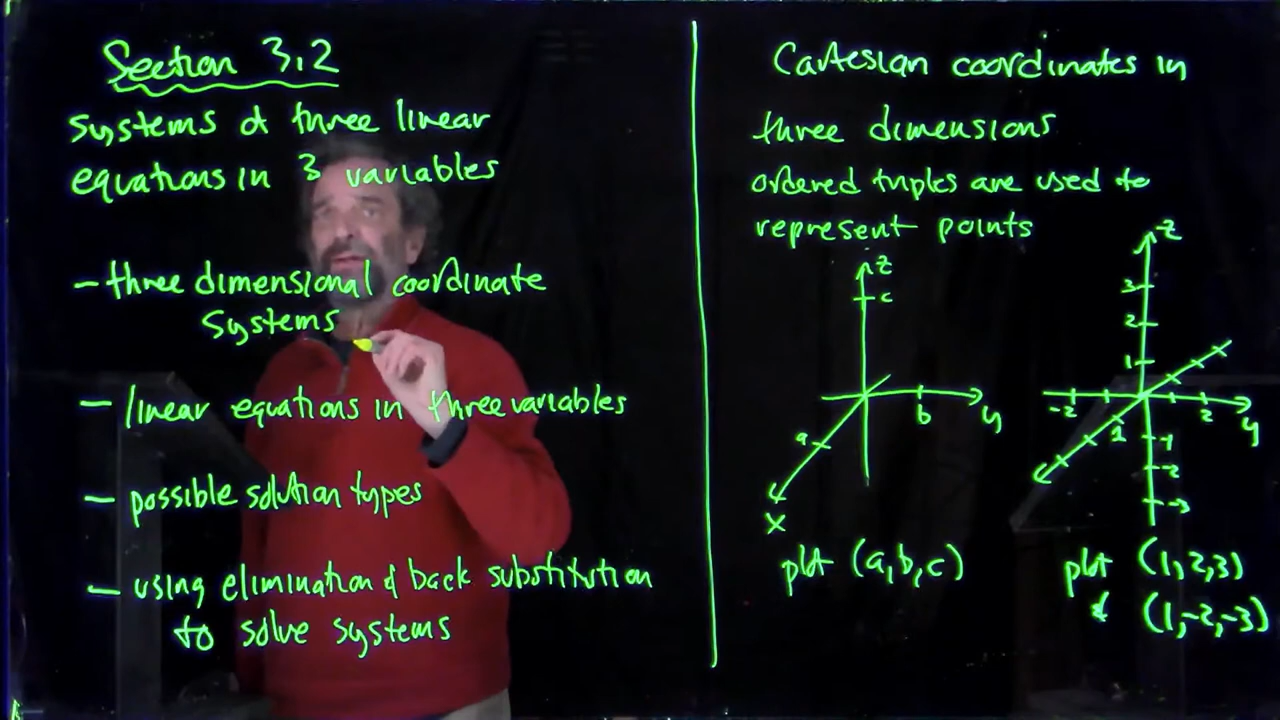 Section 3.2
systems of three linear
equations in 3 variables
- three dimensional coordinate
systems
- linear equations in three variables
- possible solution types
- using elimination & back substitution
to solve systems
Cartesian coordinates in
three dimensions
ordered triples are used to
represent points
z
c
b
y
a
x
plot (a,b,c)
z
3
2
1
-2
2
y
1
-1
-2
-3
plot (1,2,3)
& (1,-2,-3)